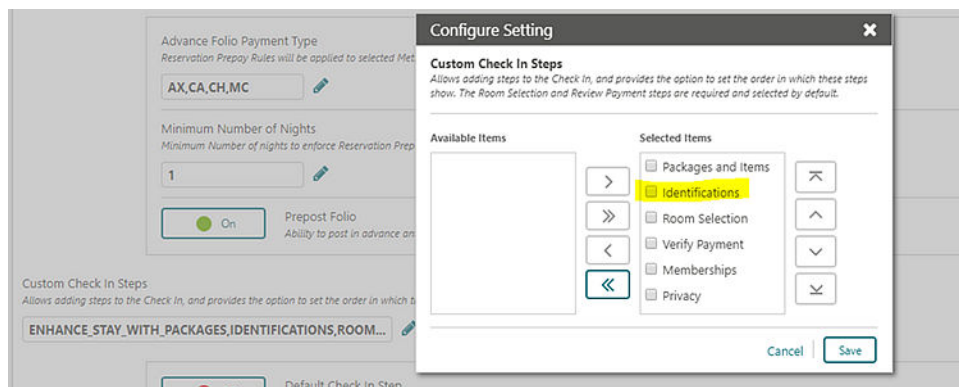 Advance Folio Payment Type
Reservation Prepay Rules will be applied to selected Met
AX,CA,CH,MC
Minimum Number of Nights
Minimum Number of nights to enforce Reservation Prep
1
On
Prepost Folio
Ability to post in advance an
Custom Check In Steps
Allows adding steps to the Check In, and provides the option to set the order in which t
ENHANCE_STAY_WITH_PACKAGES,IDENTIFICATIONS,ROOM...
Default Check In Step
Configure Setting
Custom Check In Steps
Allows adding steps to the Check In, and provides the option to set the order in which these steps
show. The Room Selection and Review Payment steps are required and selected by default.
Available Items
Selected Items
Packages and Items
Identifications
Room Selection
Verify Payment
Memberships
Privacy
Cancel
Save